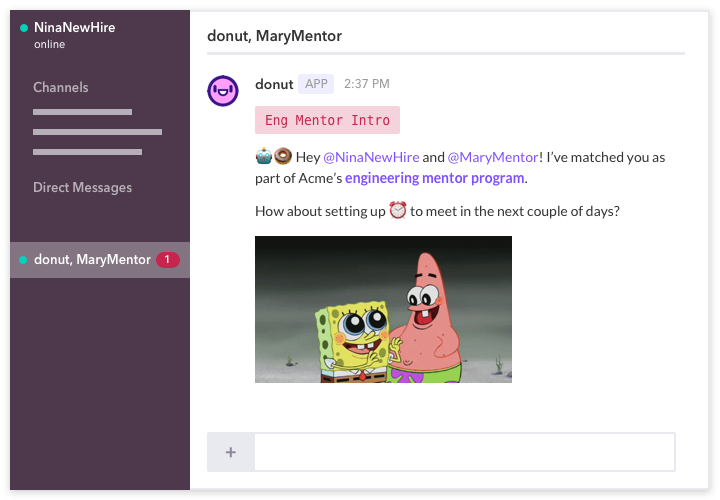 NinaNewHire
online
Channels
Direct Messages
donut, MaryMentor 1
donut, MaryMentor
donut APP 2:37 PM
Eng Mentor Intro
🤖🍩 Hey @NinaNewHire and @MaryMentor! I’ve matched you as
part of Acme’s engineering mentor program.
How about setting up ⏰ to meet in the next couple of days?
+